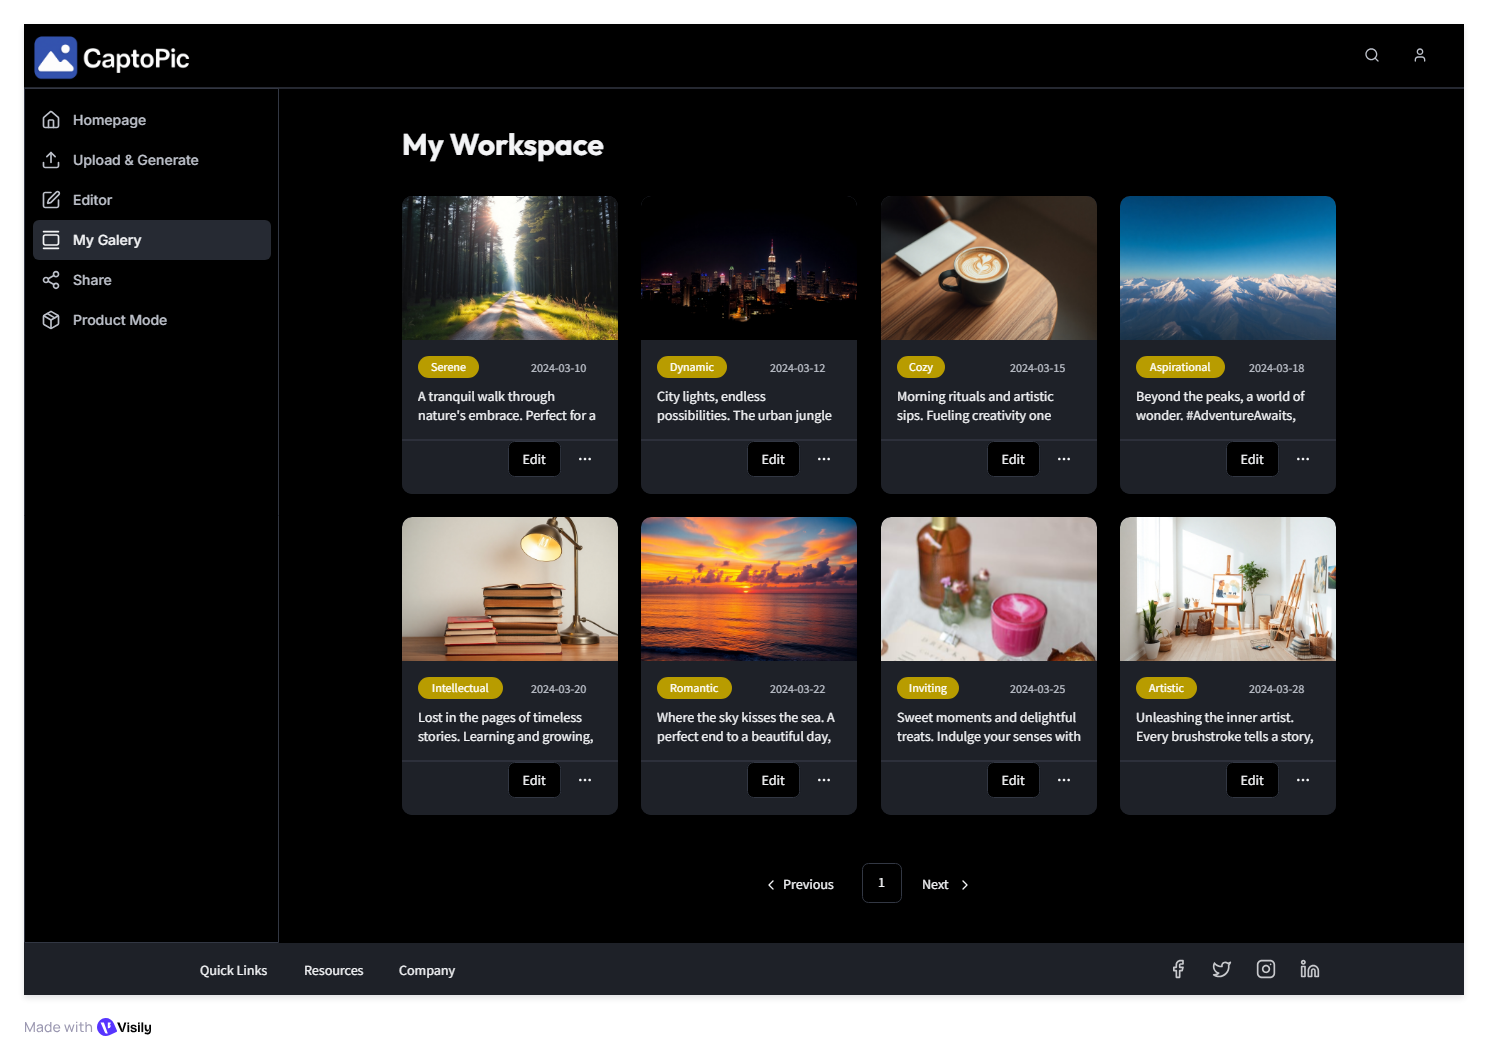 CaptoPic
Homepage
Upload & Generate
Editor
My Galery
Share
Product Mode
My Workspace
Serene 2024-03-10
A tranquil walk through
nature's embrace. Perfect for a
Edit
Dynamic 2024-03-12
City lights, endless
possibilities. The urban jungle
Edit
Cozy 2024-03-15
Morning rituals and artistic
sips. Fueling creativity one
Edit
Aspirational 2024-03-18
Beyond the peaks, a world of
wonder. #AdventureAwaits,
Edit
Intellectual 2024-03-20
Lost in the pages of timeless
stories. Learning and growing,
Edit
Romantic 2024-03-22
Where the sky kisses the sea. A
perfect end to a beautiful day,
Edit
Inviting 2024-03-25
Sweet moments and delightful
treats. Indulge your senses with
Edit
Artistic 2024-03-28
Unleashing the inner artist.
Every brushstroke tells a story,
Edit
Previous 1 Next
Quick Links Resources Company
Made with Visily